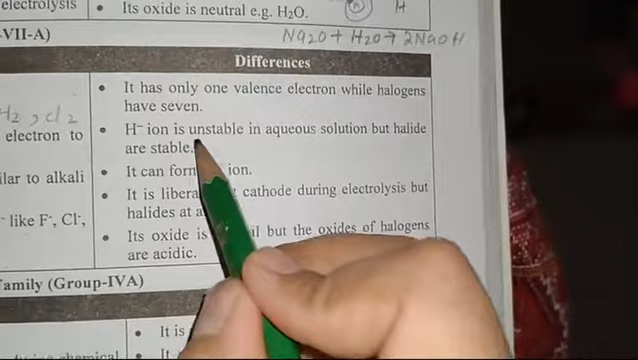 electrolysis
Its oxide is neutral e.g. H₂O.
H
-VII-A)
Na2O + H2O → 2NaOH
Differences
It has only one valence electron while halogens
have seven.
H₂, Cl₂
electron to
H⁻ ion is unstable in aqueous solution but halide
are stable.
ilar to alkali
It can form ion.
It is libera cathode during electrolysis but
halides at a
⁻ like F⁻, Cl⁻,
Its oxide is but the oxides of halogens
are acidic.
Family (Group-IVA)
It is
It